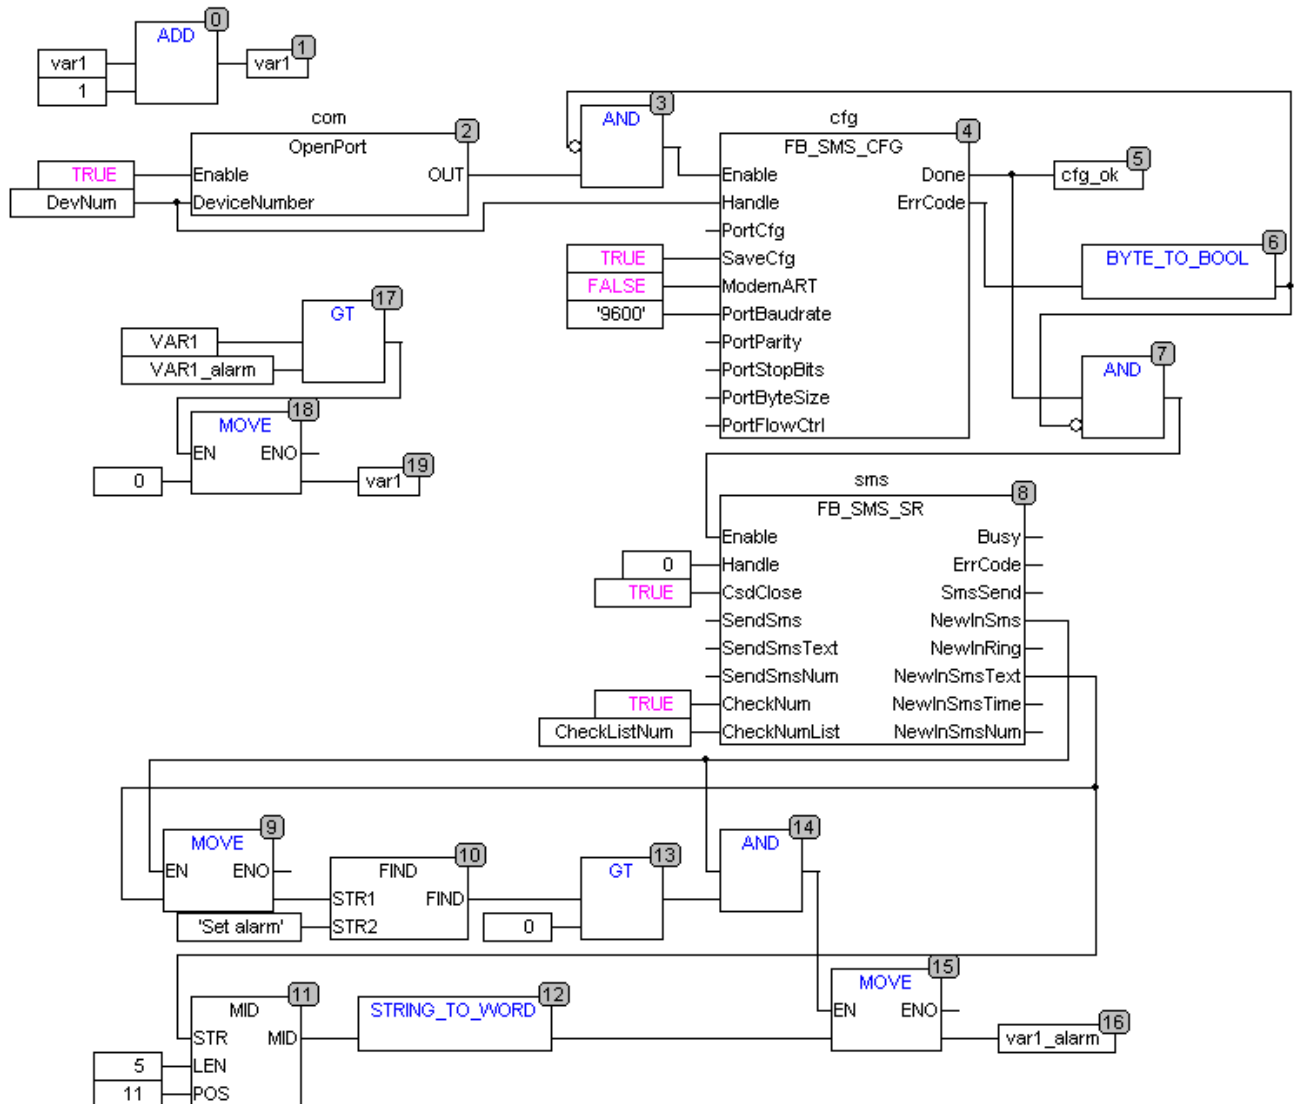 0
ADD
var1
1
var1
1
com
2
OpenPort
TRUE
Enable
OUT
DevNum
DeviceNumber
3
AND
cfg
4
FB_SMS_CFG
Enable
Done
Handle
ErrCode
PortCfg
TRUE
SaveCfg
FALSE
ModemART
'9600'
PortBaudrate
PortParity
PortStopBits
PortByteSize
PortFlowCtrl
5
cfg_ok
6
BYTE_TO_BOOL
7
AND
17
GT
VAR1
VAR1_alarm
18
MOVE
EN
ENO
0
19
var1
sms
8
FB_SMS_SR
Enable
Busy
0
Handle
ErrCode
TRUE
CsdClose
SmsSend
SendSms
NewInSms
SendSmsText
NewInRing
SendSmsNum
NewInSmsText
TRUE
CheckNum
NewInSmsTime
CheckListNum
CheckNumList
NewInSmsNum
9
MOVE
EN
ENO
10
FIND
STR1
FIND
'Set alarm'
STR2
13
GT
0
14
AND
11
MID
STR
MID
5
LEN
11
POS
12
STRING_TO_WORD
15
MOVE
EN
ENO
16
var1_alarm